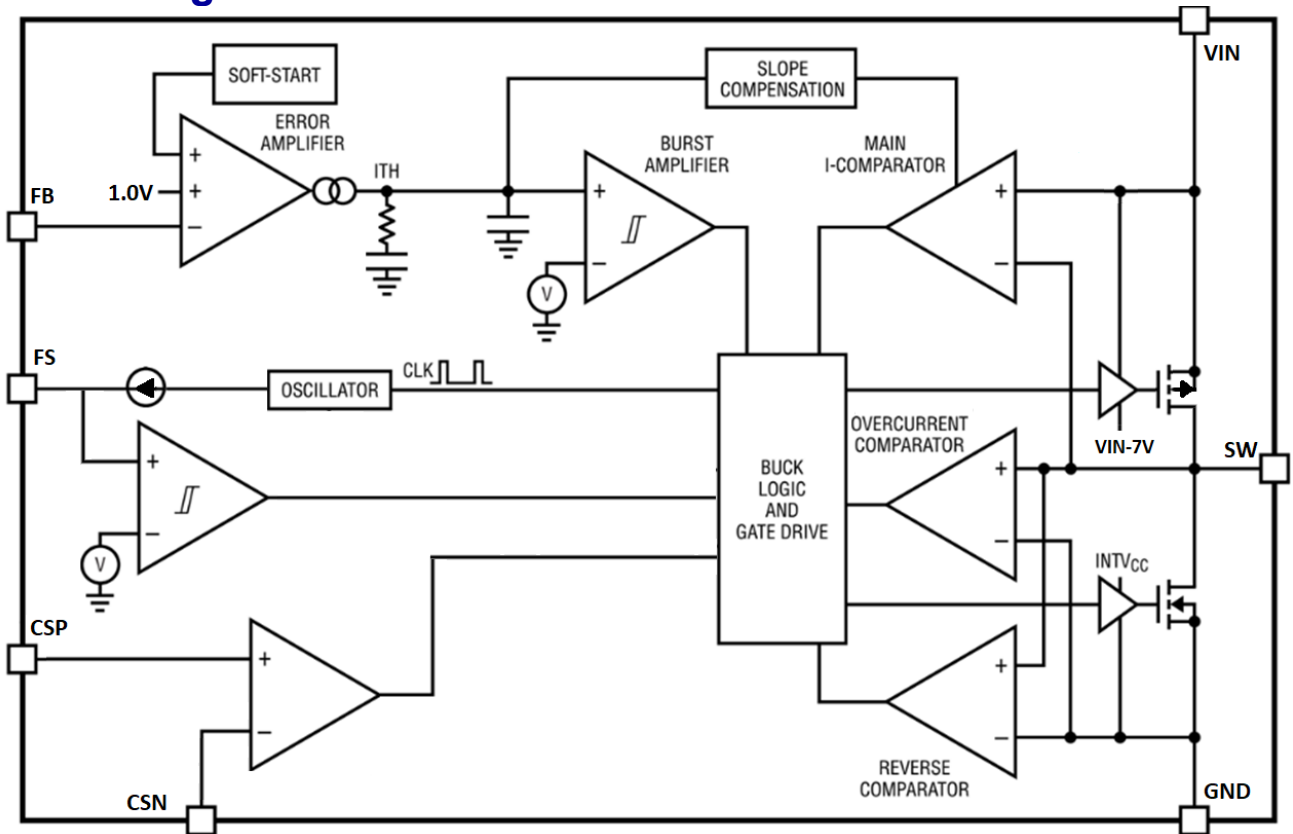 VIN
SOFT-START
SLOPE
COMPENSATION
ERROR
AMPLIFIER
BURST
AMPLIFIER
MAIN
I-COMPARATOR
ITH
+
1.0V
+
+
+
FB
−
−
−
V
FS
CLK
OSCILLATOR
OVERCURRENT
COMPARATOR
VIN-7V
SW
+
+
BUCK
LOGIC
AND
GATE DRIVE
−
−
V
INTVCC
CSP
+
+
−
−
REVERSE
COMPARATOR
CSN
GND